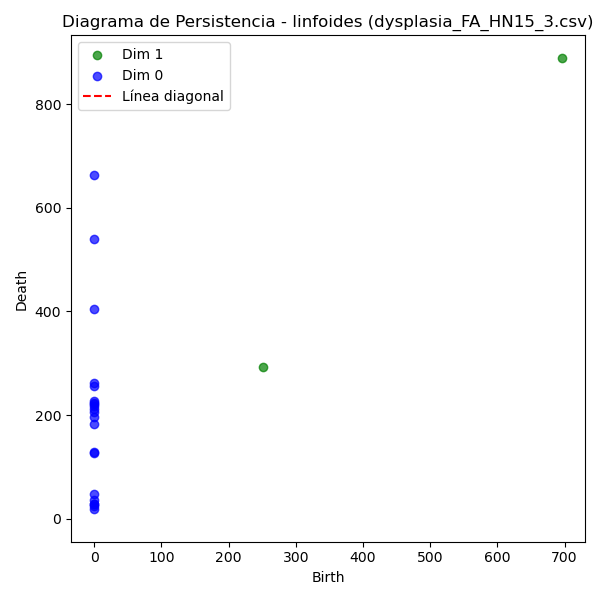 Diagrama de Persistencia - linfoides (dysplasia_FA_HN15_3.csv)
Dim 1
Dim 0
Línea diagonal
Death
800
600
400
200
0
0 100 200 300 400 500 600 700
Birth